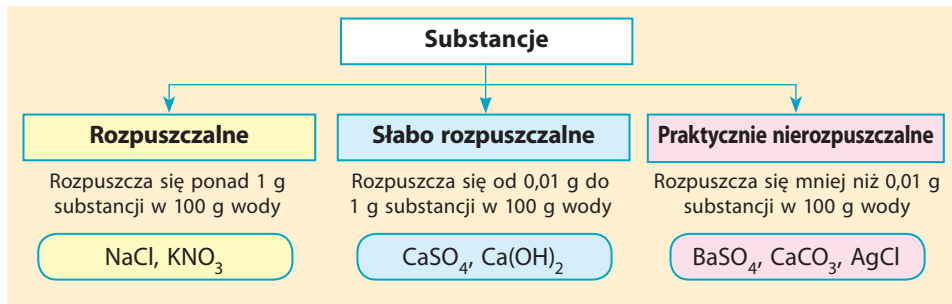 Substancje
Rozpuszczalne
Rozpuszcza się ponad 1 g
substancji w 100 g wody
NaCl, KNO₃
Słabo rozpuszczalne
Rozpuszcza się od 0,01 g do
1 g substancji w 100 g wody
CaSO₄, Ca(OH)₂
Praktycznie nierozpuszczalne
Rozpuszcza się mniej niż 0,01 g
substancji w 100 g wody
BaSO₄, CaCO₃, AgCl